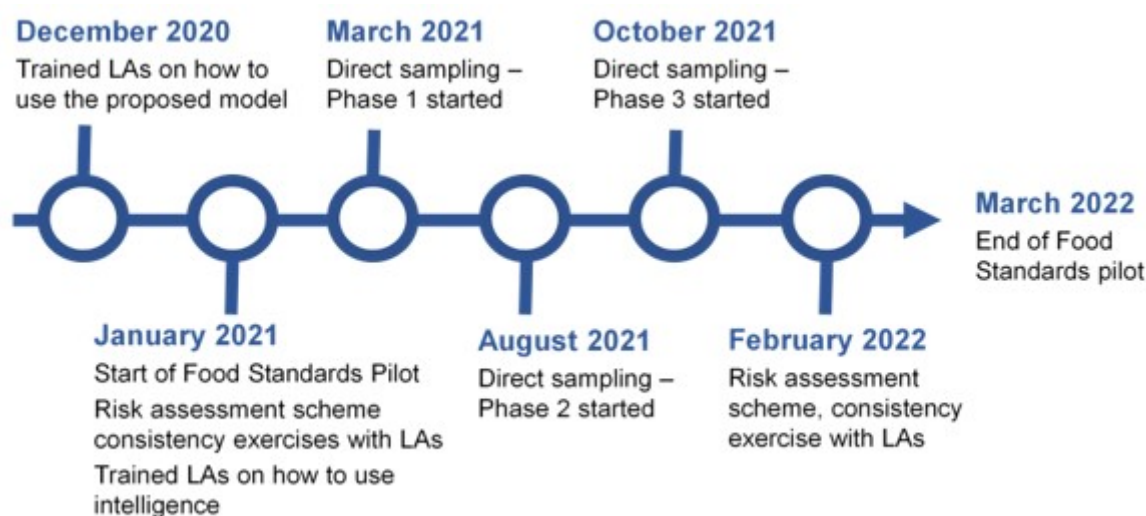 December 2020
Trained LAs on how to
use the proposed model
March 2021
Direct sampling –
Phase 1 started
October 2021
Direct sampling –
Phase 3 started
March 2022
End of Food
Standards pilot
January 2021
Start of Food Standards Pilot
Risk assessment scheme
consistency exercises with LAs
Trained LAs on how to use
intelligence
August 2021
Direct sampling –
Phase 2 started
February 2022
Risk assessment
scheme, consistency
exercise with LAs